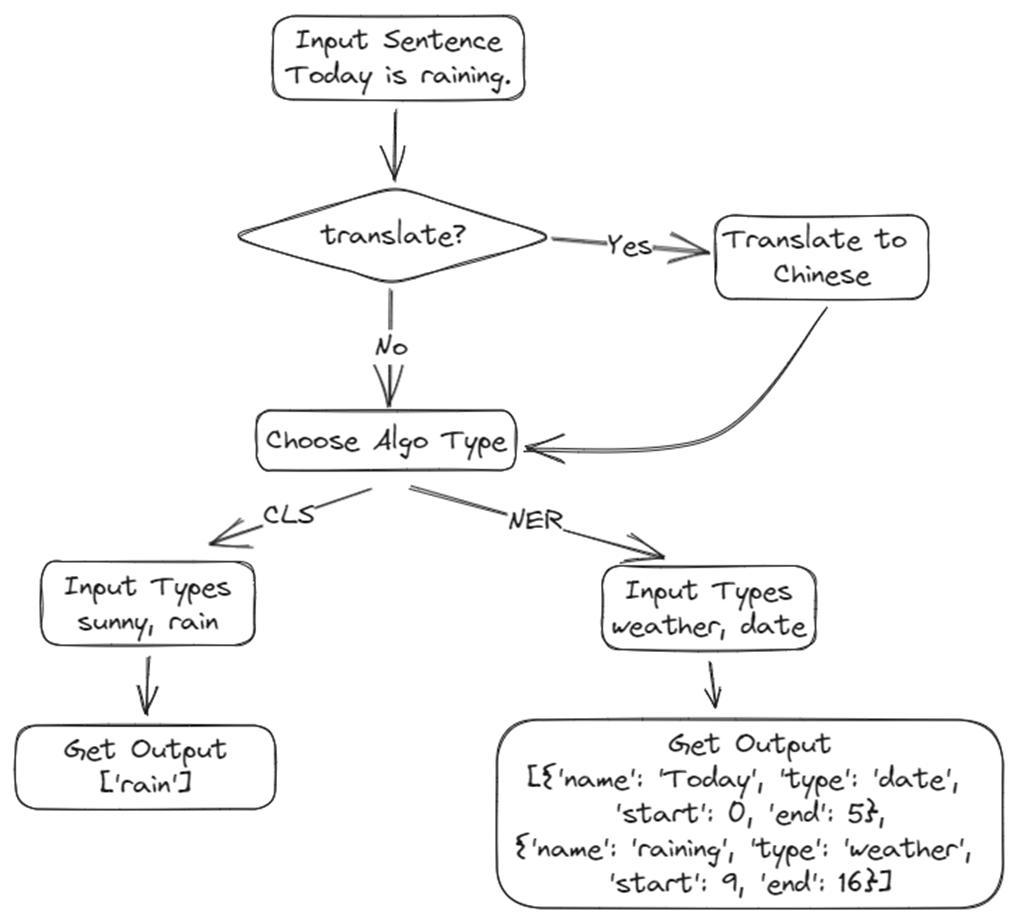 Input Sentence
Today is raining.
translate?
Yes
Translate to
Chinese
No
Choose Algo Type
CLS
NER
Input Types
sunny, rain
Input Types
weather, date
Get Output
['rain']
Get Output
[{'name': 'Today', 'type': 'date',
'start': 0, 'end': 5},
{'name': 'raining', 'type': 'weather',
'start': 9, 'end': 16}]